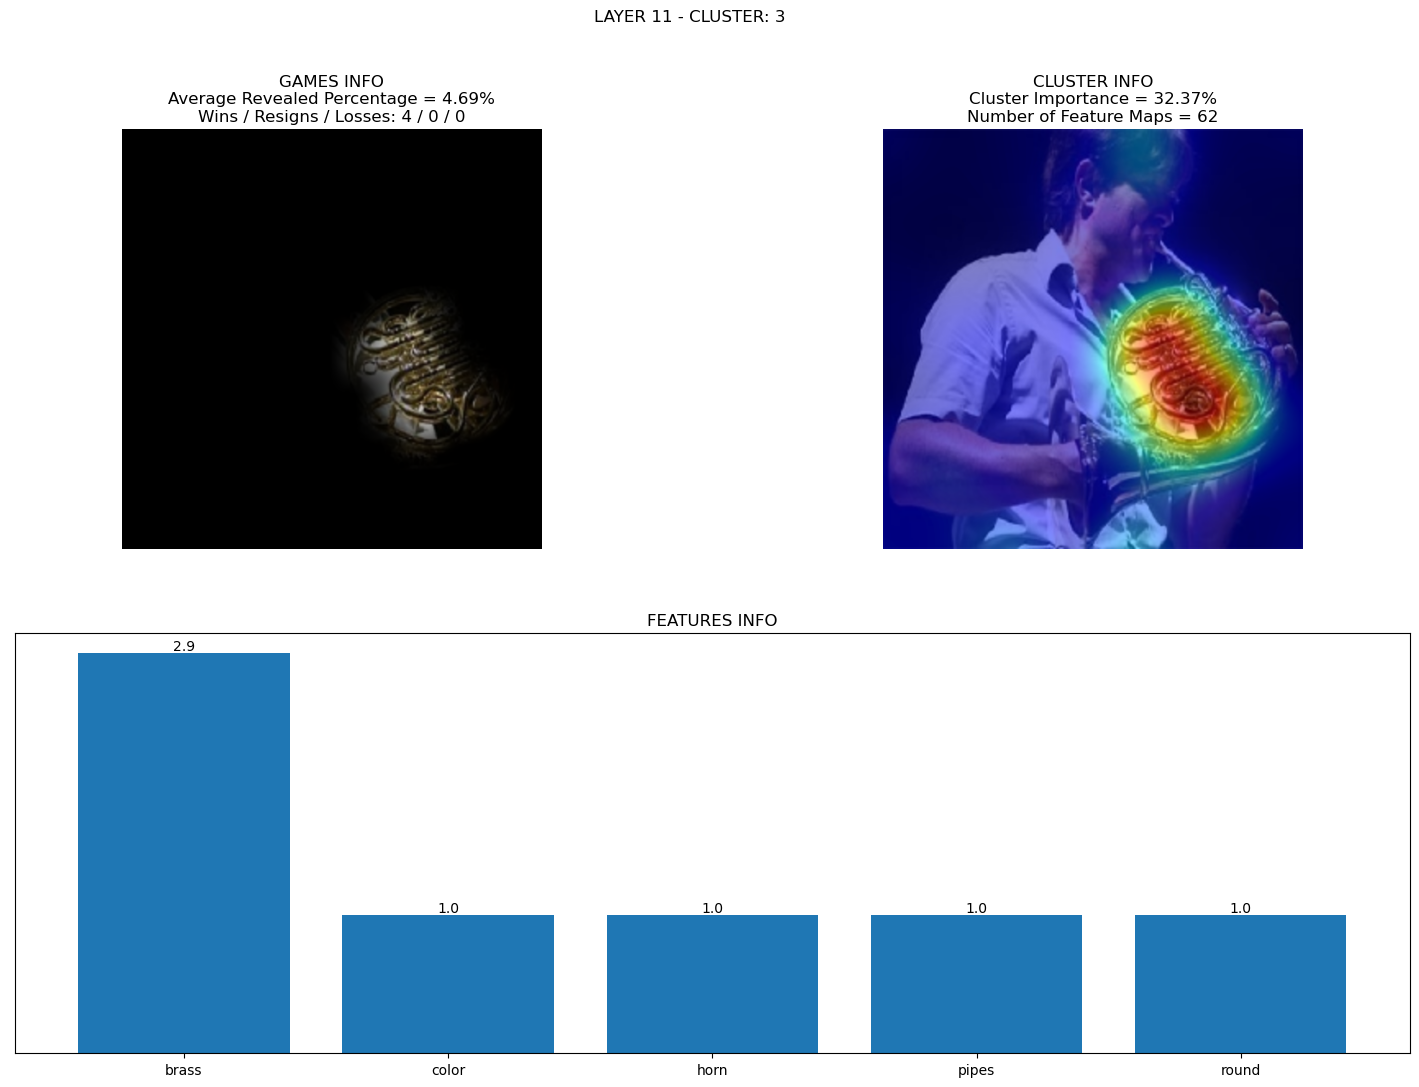 LAYER 11 - CLUSTER: 3
GAMES INFO
Average Revealed Percentage = 4.69%
Wins / Resigns / Losses: 4 / 0 / 0
CLUSTER INFO
Cluster Importance = 32.37%
Number of Feature Maps = 62
FEATURES INFO
2.9
1.0
1.0
1.0
1.0
brass
color
horn
pipes
round